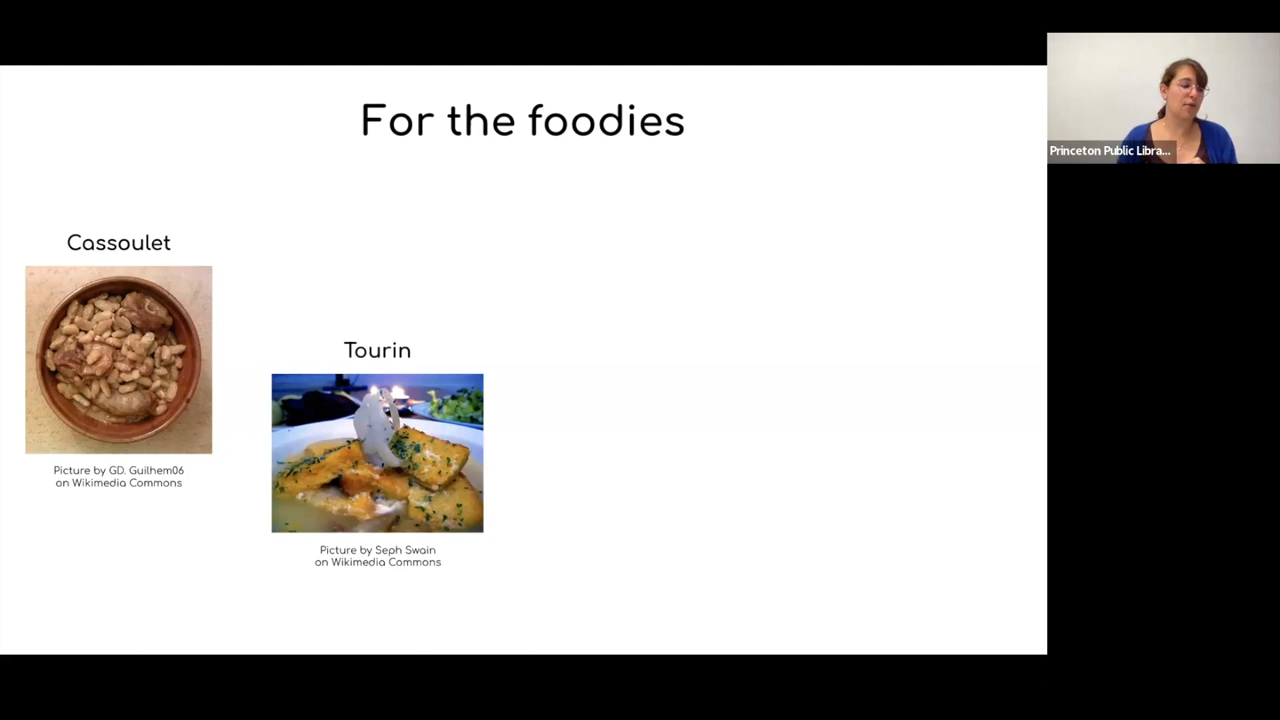 For the foodies
Princeton Public Libra...
Cassoulet
Picture by GD. Guilhem06
on Wikimedia Commons
Tourin
Picture by Seph Swain
on Wikimedia Commons